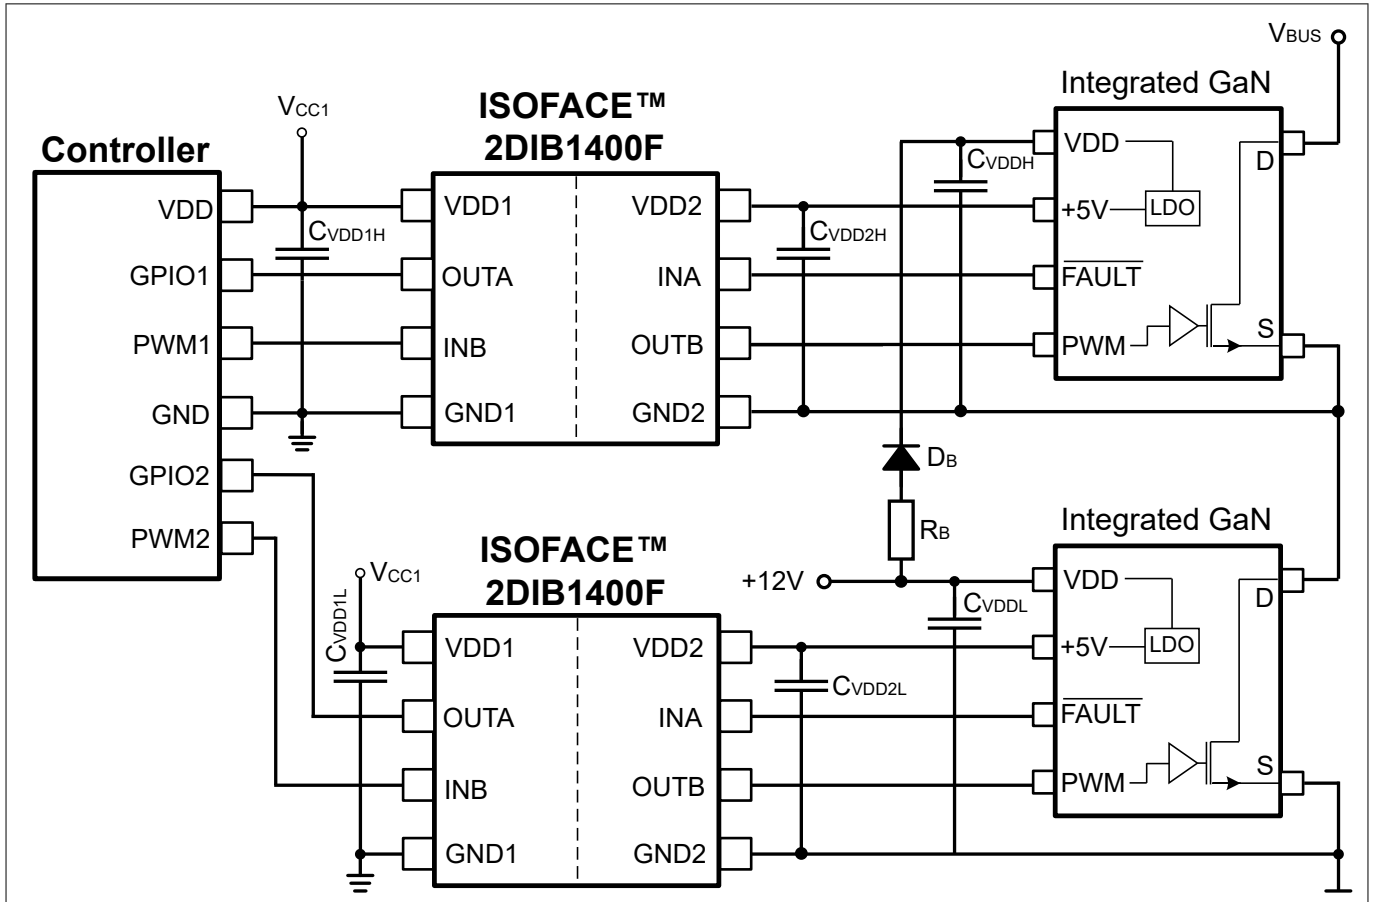 VBUS
Integrated GaN
ISOFACE™
2DIB1400F
VCC1
Controller
VDD
GPIO1
PWM1
GND
GPIO2
PWM2
CVDD1H
VDD1
OUTA
INB
GND1
VDD2
INA
OUTB
GND2
CVDD2H
CVDDH
VDD
+5V
LDO
FAULT
PWM
D
S
DB
RB
+12V
ISOFACE™
2DIB1400F
VCC1
CVDD1L
VDD1
OUTA
INB
GND1
VDD2
INA
OUTB
GND2
CVDD2L
CVDDL
Integrated GaN
VDD
+5V
LDO
FAULT
PWM
D
S